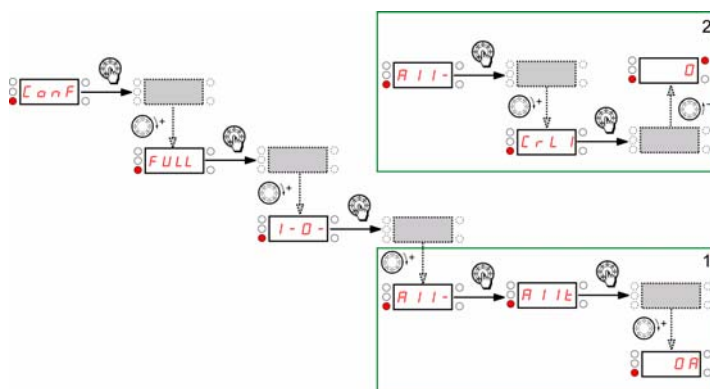 2
ConF
AI1-
0
FULL
CrL1
I-O-
1
AI1-
AI1t
0A